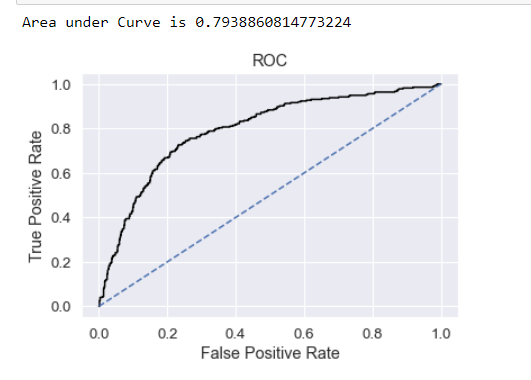 Area under Curve is 0.7938860814773224
ROC
1.0
0.8
0.6
0.4
0.2
0.0
True Positive Rate
0.0 0.2 0.4 0.6 0.8 1.0
False Positive Rate